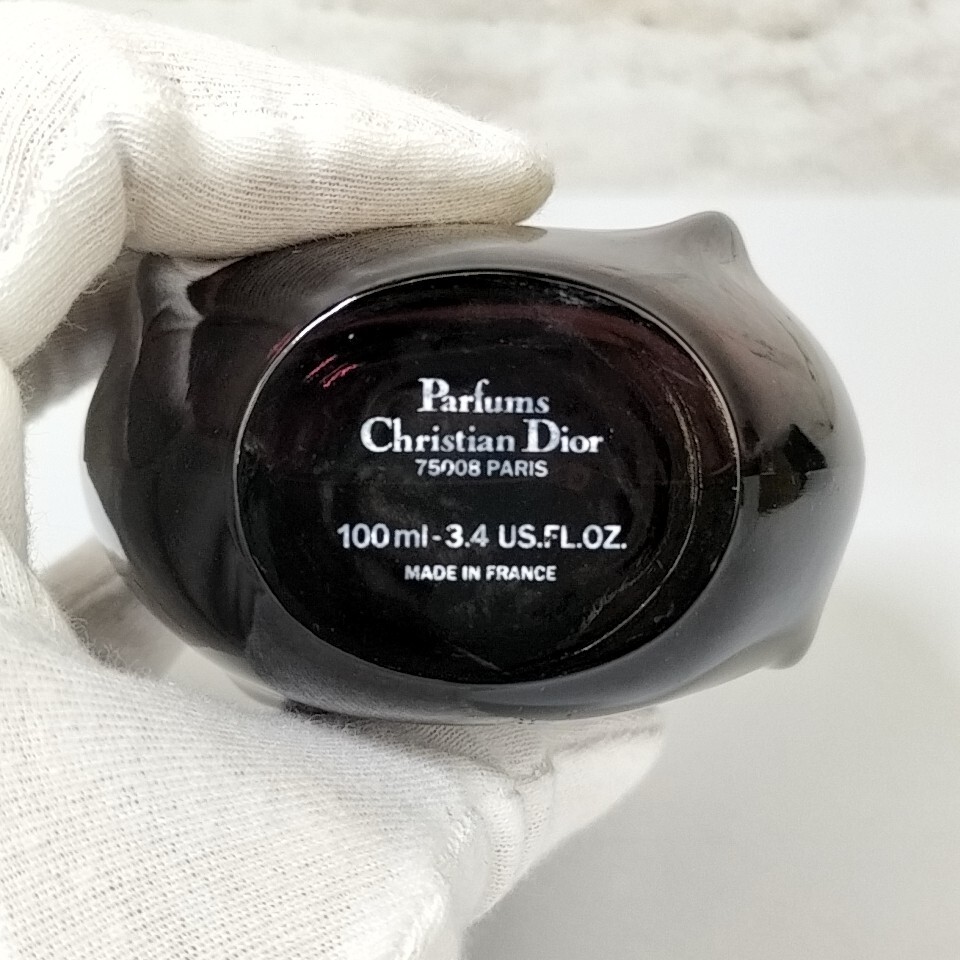 Parfums
Christian Dior
75008 PARIS
100 ml - 3.4 US.FL.OZ.
MADE IN FRANCE